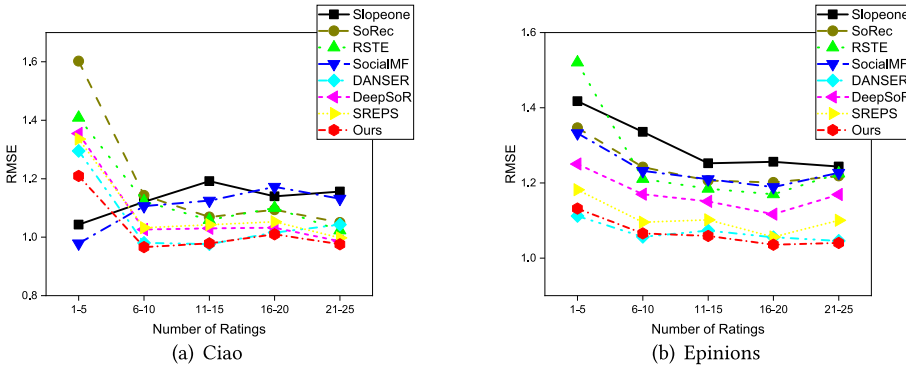 Slopeone
SoRec
RSTE
SocialMF
DANSER
DeepSoR
SREPS
Ours
1.6
1.4
1.2
1.0
0.8
RMSE
1-5
6-10
11-15
16-20
21-25
Number of Ratings
(a) Ciao
Slopeone
SoRec
RSTE
SocialMF
DANSER
DeepSoR
SREPS
Ours
1.6
1.4
1.2
1.0
RMSE
1-5
6-10
11-15
16-20
21-25
Number of Ratings
(b) Epinions